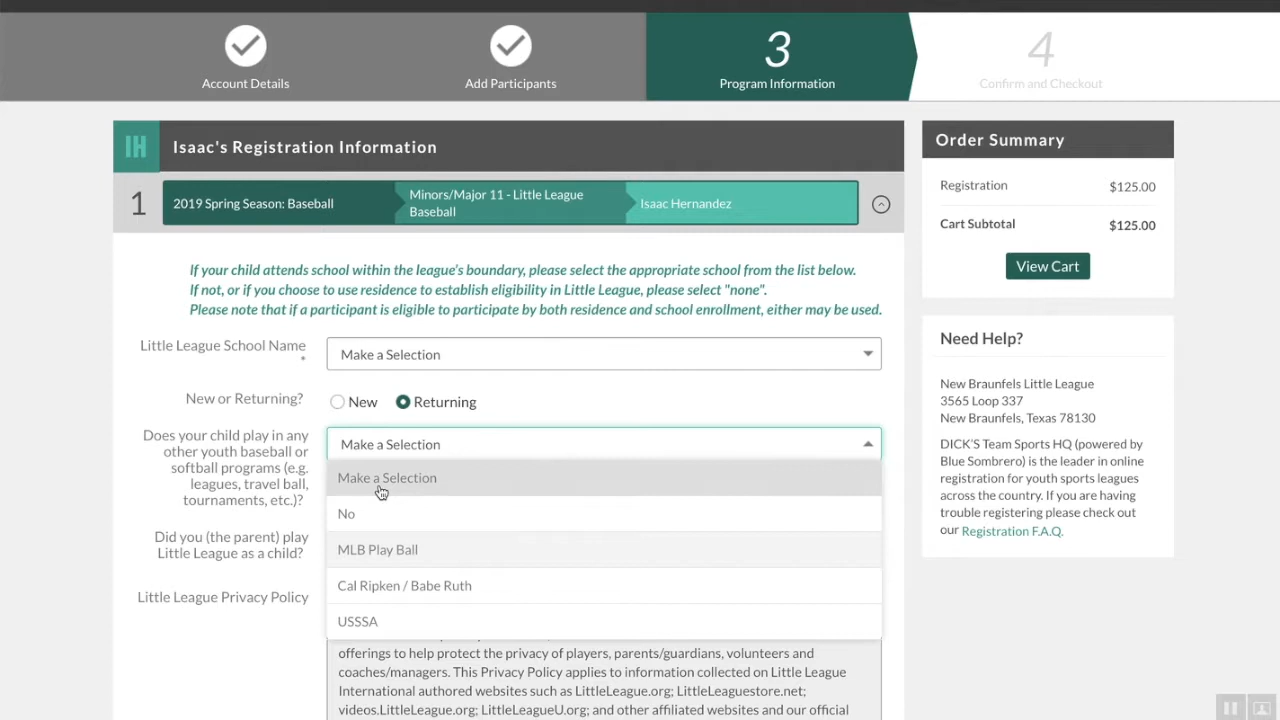 3
4
Account Details
Add Participants
Program Information
Confirm and Checkout
Isaac's Registration Information
1
2019 Spring Season: Baseball
Minors/Major 11 - Little League
Baseball
Isaac Hernandez
If your child attends school within the league's boundary, please select the appropriate school from the list below.
If not, or if you choose to use residence to establish eligibility in Little League, please select "none".
Please note that if a participant is eligible to participate by both residence and school enrollment, either may be used.
Little League School Name
*
Make a Selection
New or Returning?
New
Returning
Does your child play in any
other youth baseball or
softball programs (e.g.
leagues, travel ball,
tournaments, etc.)?
Make a Selection
Make a Selection
No
MLB Play Ball
Cal Ripken / Babe Ruth
USSSA
Did you (the parent) play
Little League as a child?
Little League Privacy Policy
offerings to help protect the privacy of players, parents/guardians, volunteers and
coaches/managers. This Privacy Policy applies to information collected on Little League
International authored websites such as LittleLeague.org; LittleLeaguestore.net;
videos.LittleLeague.org; LittleLeagueU.org; and other affiliated websites and our official
Order Summary
Registration
$125.00
Cart Subtotal
$125.00
View Cart
Need Help?
New Braunfels Little League
3565 Loop 337
New Braunfels, Texas 78130
DICK'S Team Sports HQ (powered by
Blue Sombrero) is the leader in online
registration for youth sports leagues
across the country. If you are having
trouble registering please check out
our Registration F.A.Q.